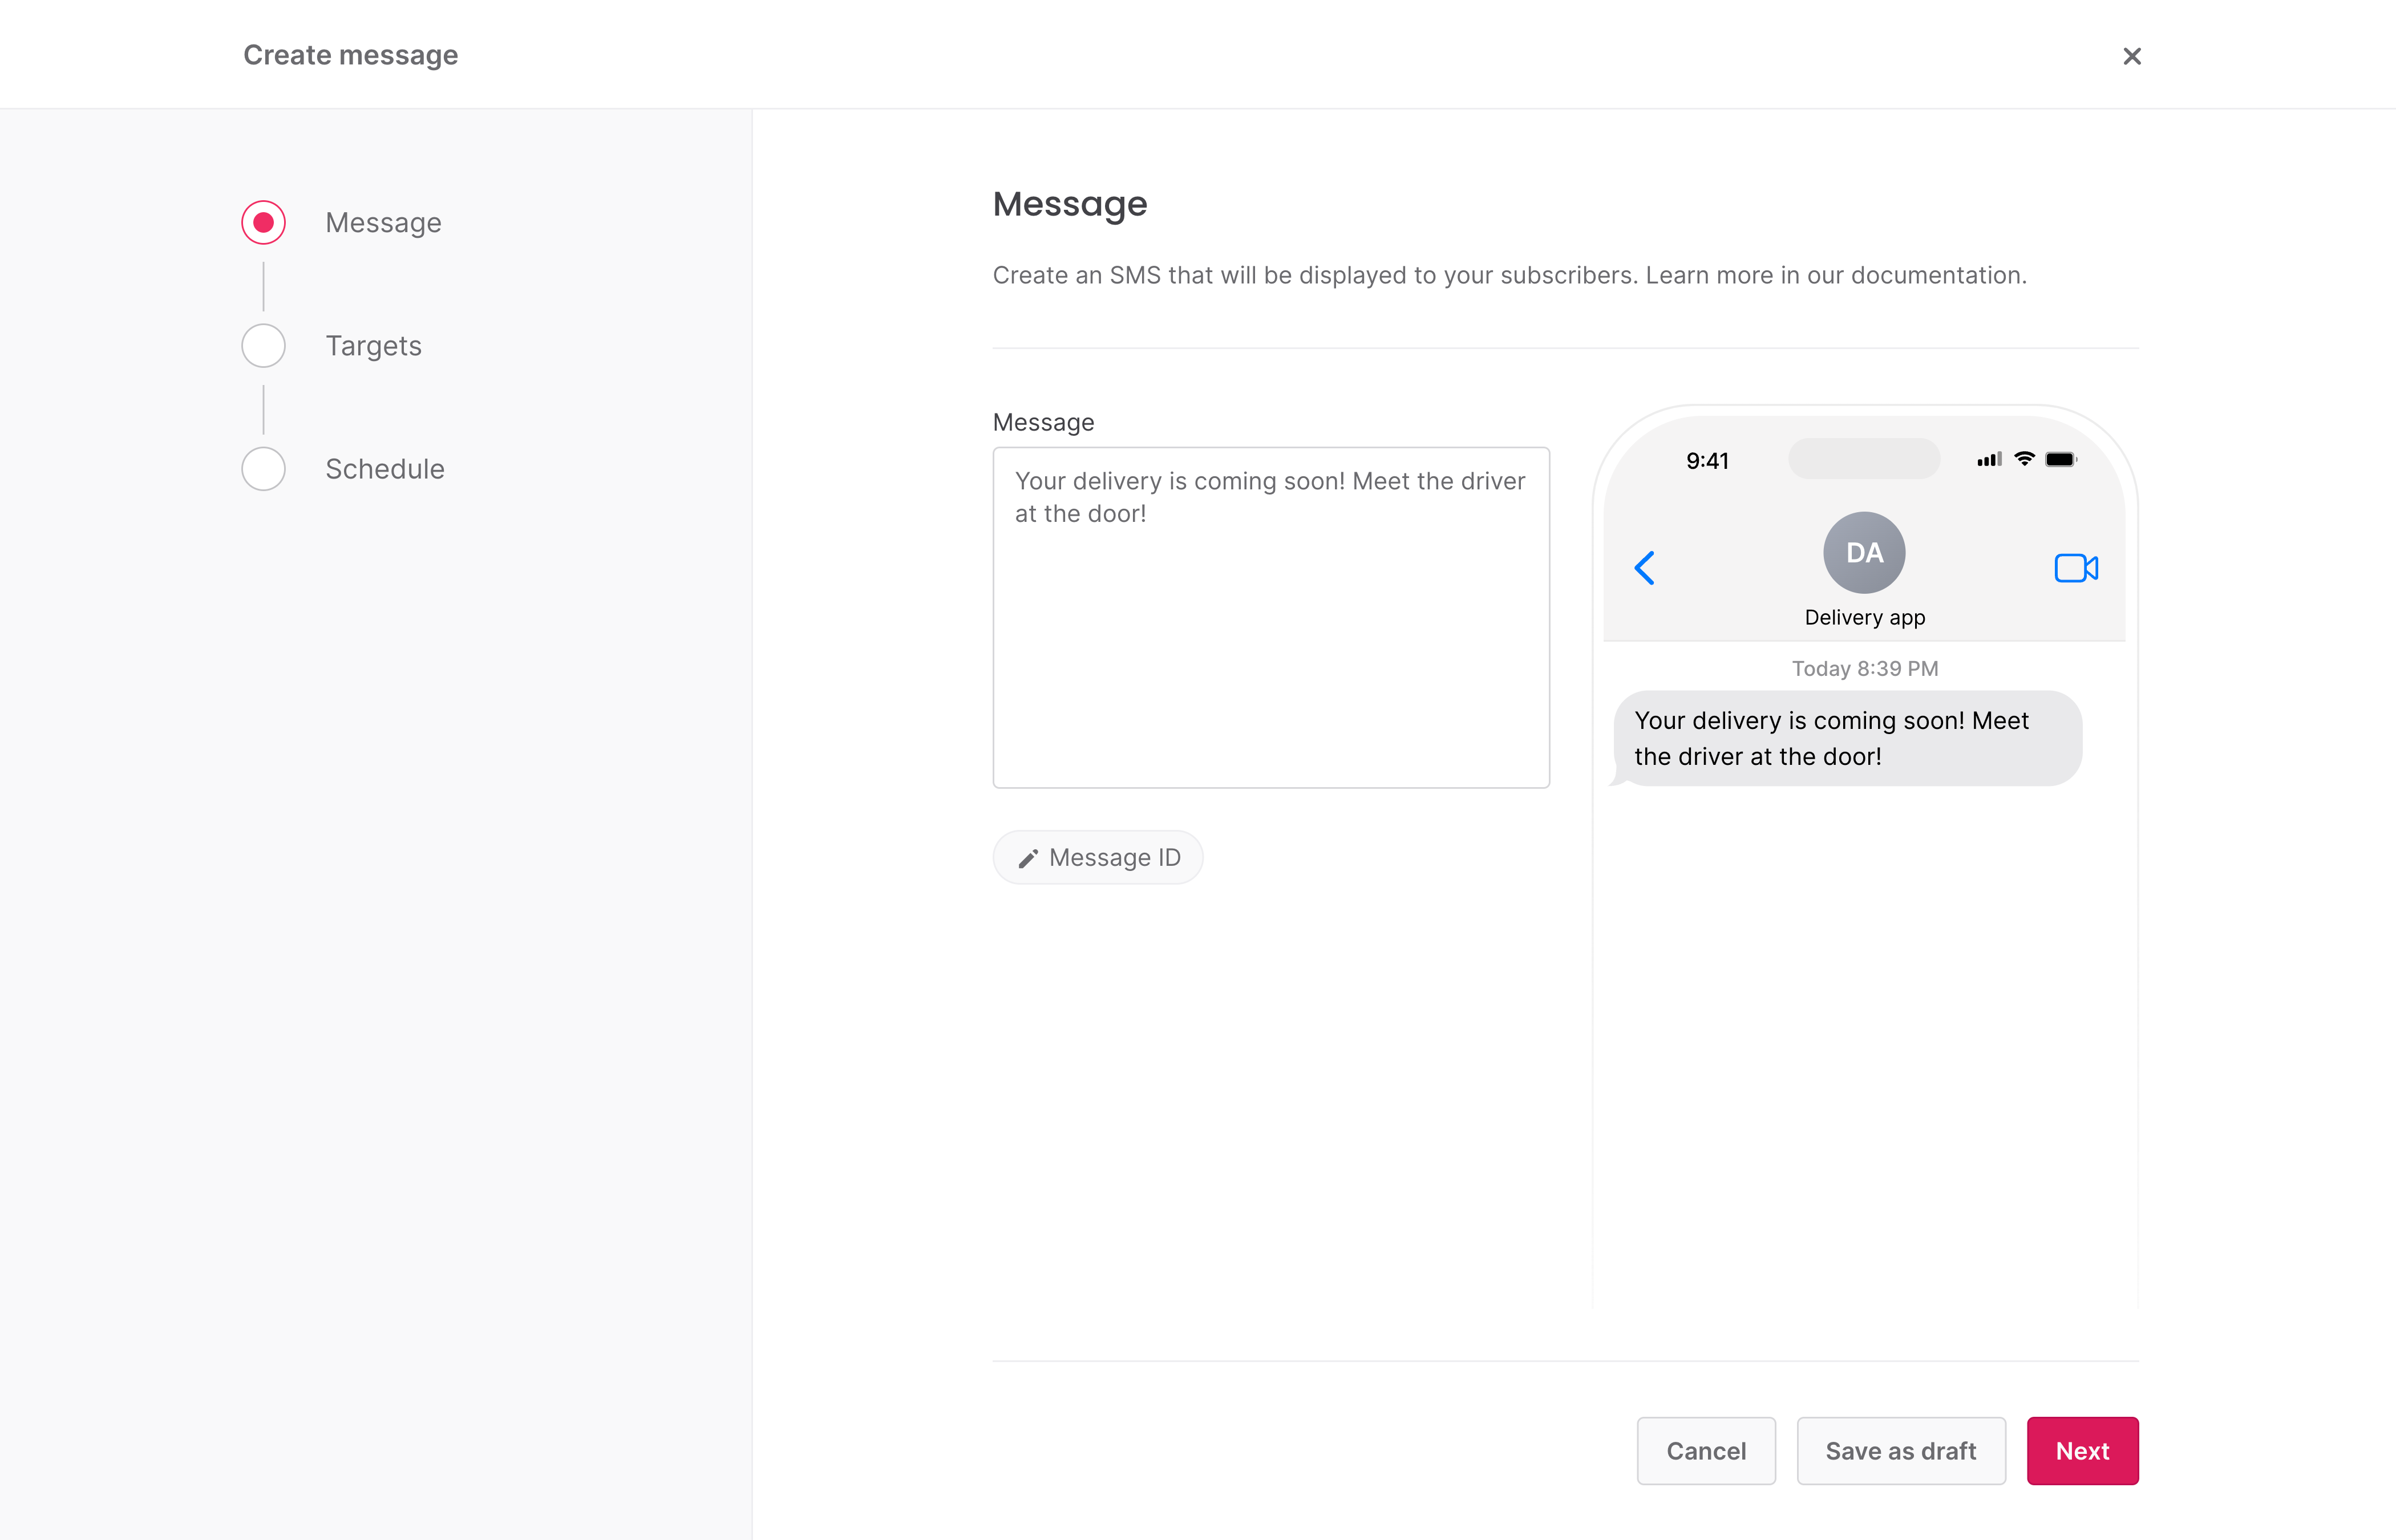 Create message
Message
Targets
Schedule
Message
Create an SMS that will be displayed to your subscribers. Learn more in our documentation.
Message
Your delivery is coming soon! Meet the driver
at the door!
Message ID
9:41
DA
Delivery app
Today 8:39 PM
Your delivery is coming soon! Meet
the driver at the door!
Cancel
Save as draft
Next